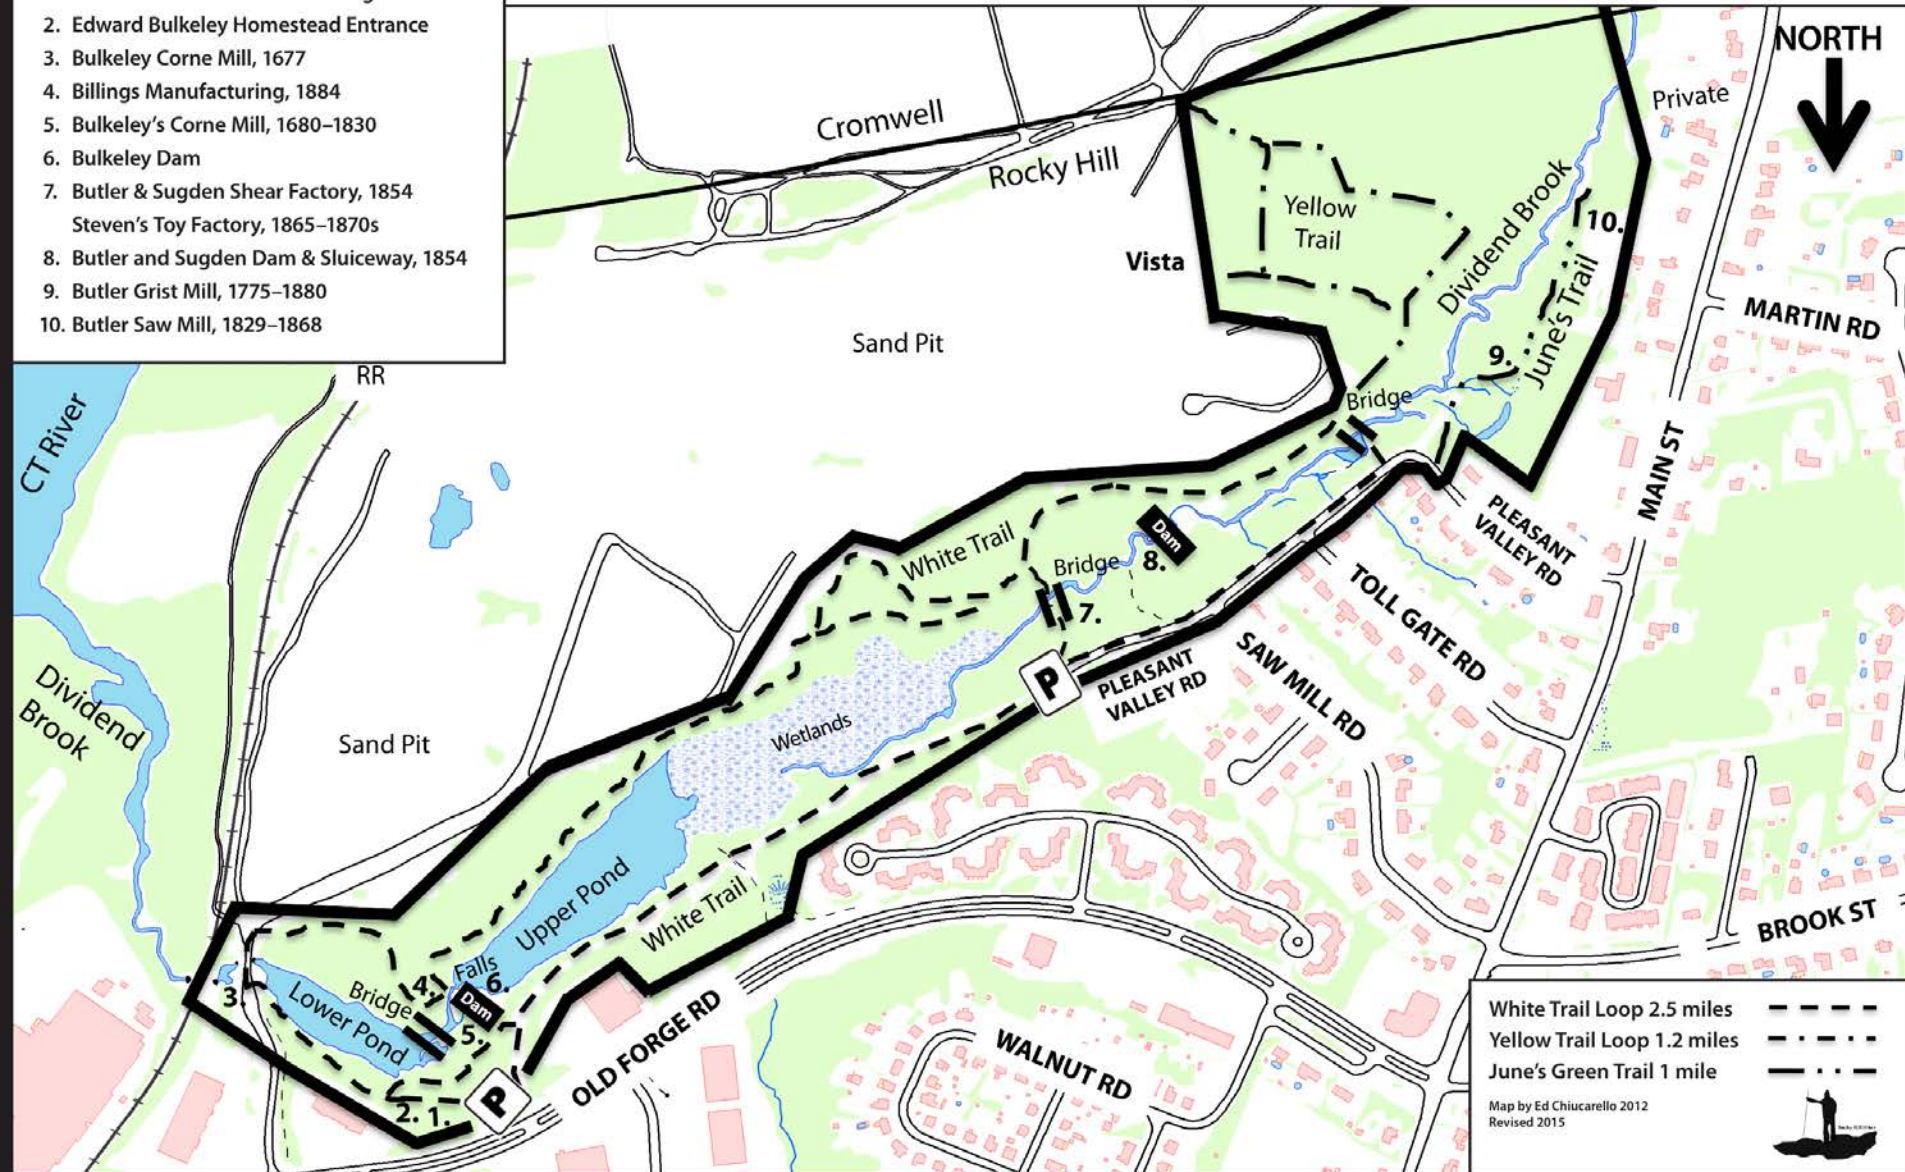 2. Edward Bulkeley Homestead Entrance
3. Bulkeley Corne Mill, 1677
4. Billings Manufacturing, 1884
5. Bulkeley's Corne Mill, 1680–1830
6. Bulkeley Dam
7. Butler & Sugden Shear Factory, 1854
Steven's Toy Factory, 1865–1870s
8. Butler and Sugden Dam & Sluiceway, 1854
9. Butler Grist Mill, 1775–1880
10. Butler Saw Mill, 1829–1868
NORTH
Private
Cromwell
Rocky Hill
Yellow
Trail
Dividend Brook
10.
Vista
June's Trail
MARTIN RD
Sand Pit
9.
RR
Bridge
CT River
MAIN ST
PLEASANT
VALLEY RD
White Trail
Dam
Bridge
8.
7.
TOLL GATE RD
SAW MILL RD
P
PLEASANT
VALLEY RD
Dividend
Brook
Sand Pit
Wetlands
Upper Pond
White Trail
BROOK ST
Falls
4.
6.
3.
Lower Pond
Bridge
Dam
5.
OLD FORGE RD
WALNUT RD
P
2. 1.
White Trail Loop 2.5 miles
Yellow Trail Loop 1.2 miles
June's Green Trail 1 mile
Map by Ed Chiucarello 2012
Revised 2015